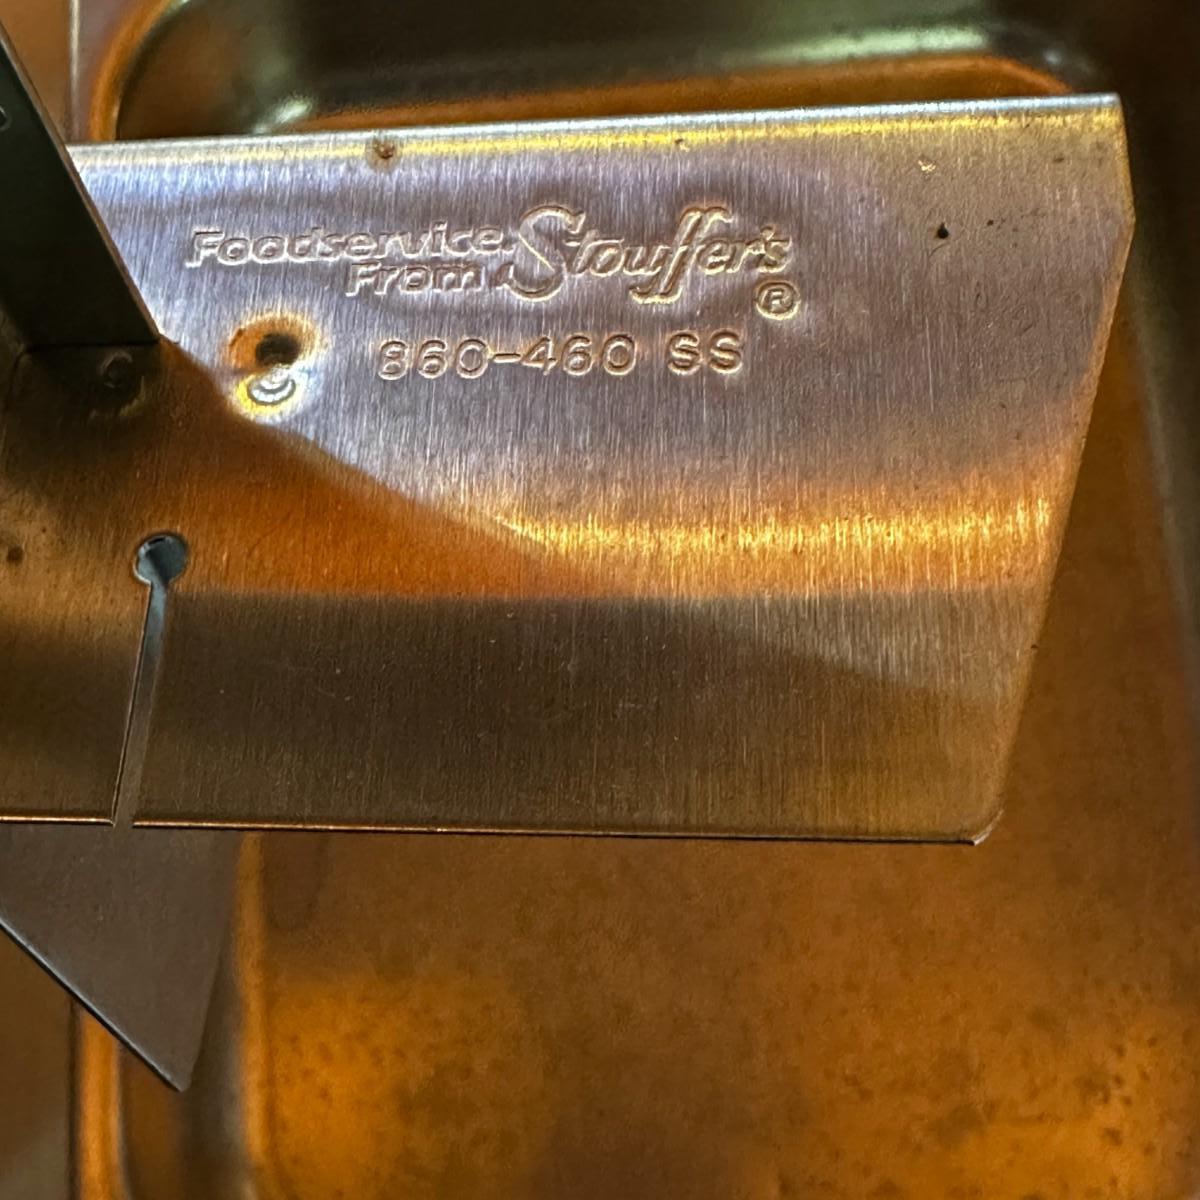 Foodservice Stouffer's
From
®
860-460 SS